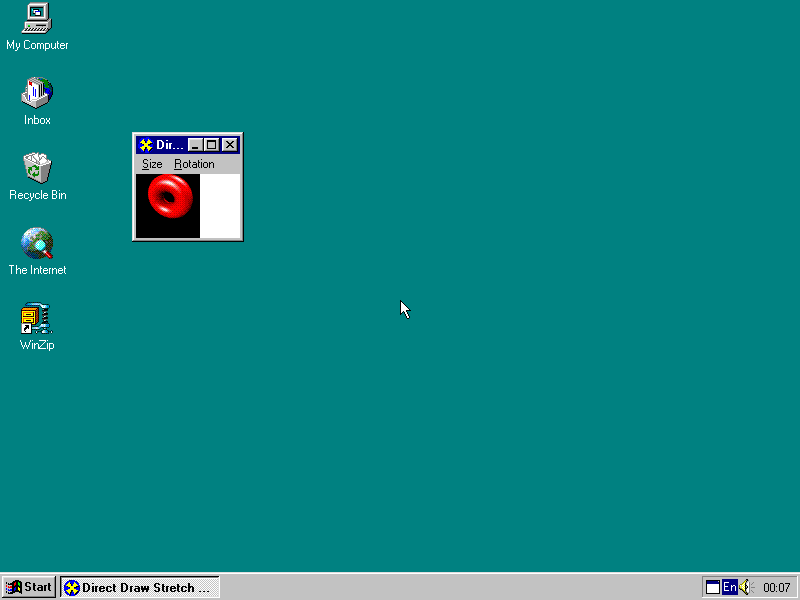 My Computer
Inbox
Recycle Bin
The Internet
WinZip
Dir...
Size Rotation
Start
Direct Draw Stretch ...
En
00:07